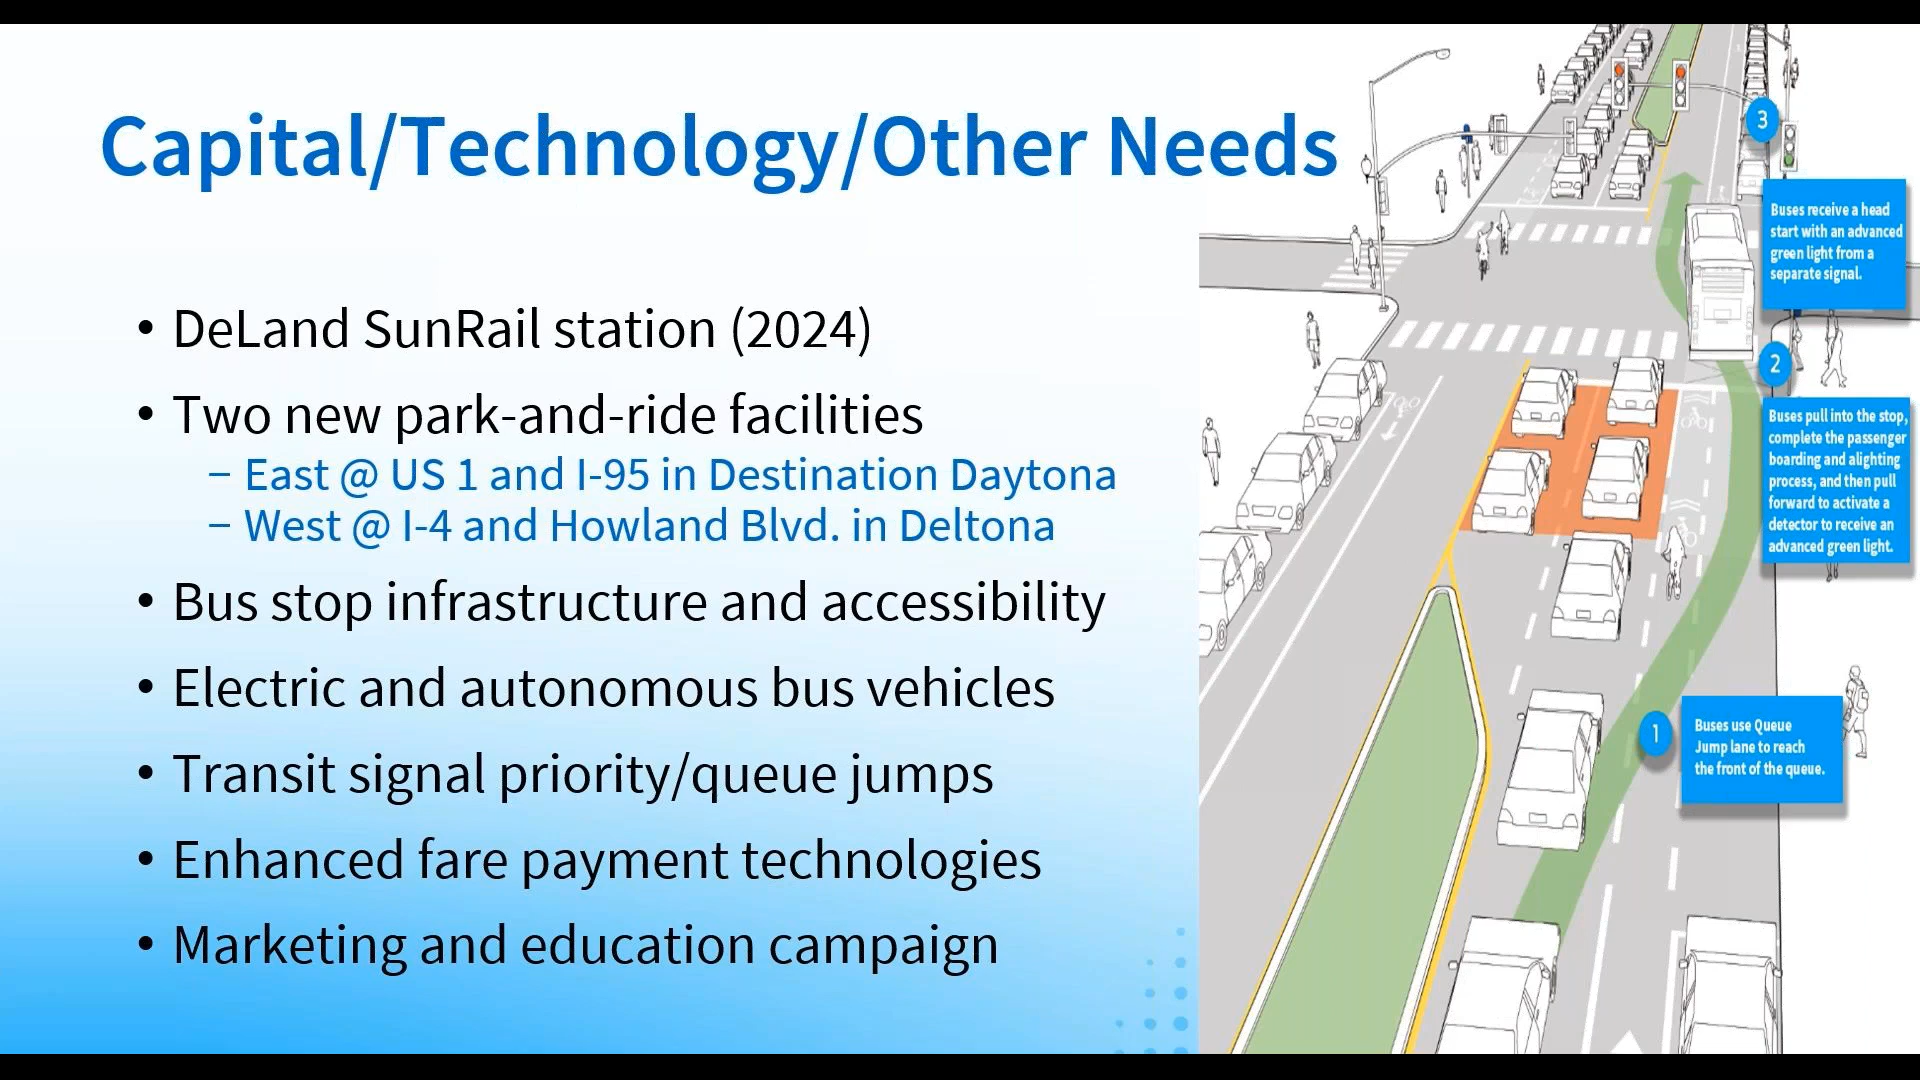 Capital/Technology/Other Needs
• DeLand SunRail station (2024)
• Two new park-and-ride facilities
– East @ US 1 and I-95 in Destination Daytona
– West @ I-4 and Howland Blvd. in Deltona
• Bus stop infrastructure and accessibility
• Electric and autonomous bus vehicles
• Transit signal priority/queue jumps
• Enhanced fare payment technologies
• Marketing and education campaign
3
Buses receive a head
start with an advanced
green light from a
separate signal.
2
Buses pull into the stop,
complete the passenger
boarding and alighting
process, and then pull
forward to activate a
detector to receive an
advanced green light.
1
Buses use Queue
Jump lane to reach
the front of the queue.